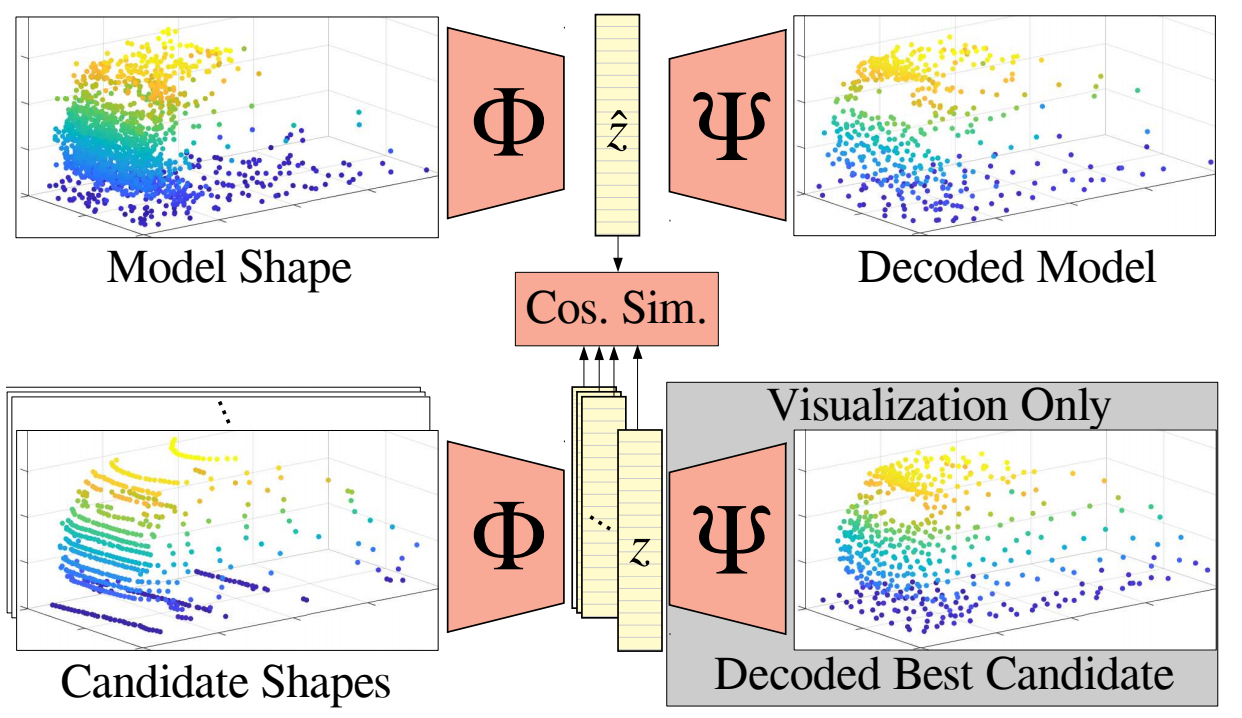 Φ
ẑ
Ψ
Model Shape
Decoded Model
Cos. Sim.
Visualization Only
Φ
z
Ψ
Candidate Shapes
Decoded Best Candidate